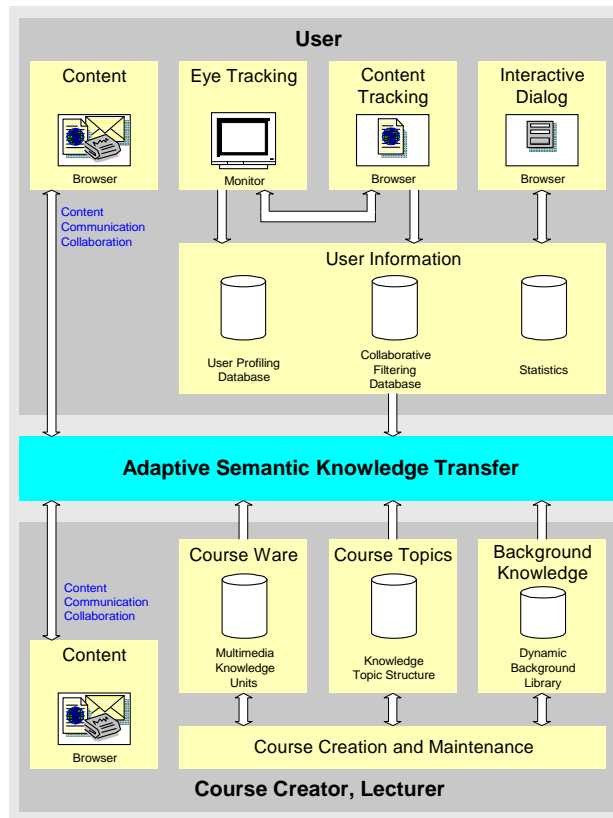 User
Content
Browser
Eye Tracking
Monitor
Content
Tracking
Browser
Interactive
Dialog
Browser
Content
Communication
Collaboration
User Information
User Profiling
Database
Collaborative
Filtering
Database
Statistics
Adaptive Semantic Knowledge Transfer
Content
Communication
Collaboration
Content
Browser
Course Ware
Multimedia
Knowledge
Units
Course Topics
Knowledge
Topic Structure
Background
Knowledge
Dynamic
Background
Library
Course Creation and Maintenance
Course Creator, Lecturer